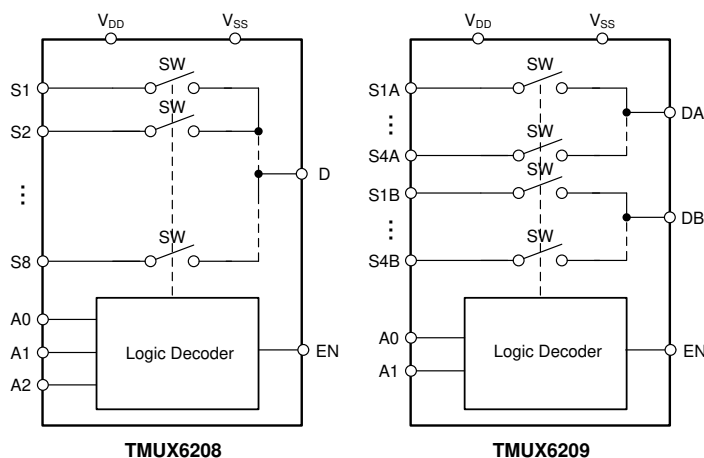 VDD VSS
SW
S1
SW
S2
...
D
SW
S8
A0
A1
A2
Logic Decoder
EN
TMUX6208
VDD VSS
SW
S1A
DA
...
SW
S4A
SW
S1B
DB
...
SW
S4B
A0
A1
Logic Decoder
EN
TMUX6209